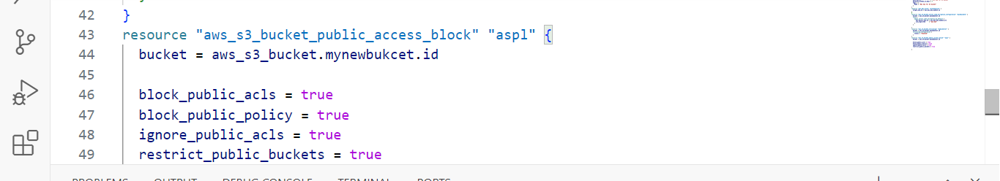 42 }
43 resource "aws_s3_bucket_public_access_block" "aspl" {
44 bucket = aws_s3_bucket.mynewbukcet.id
45
46 block_public_acls = true
47 block_public_policy = true
48 ignore_public_acls = true
49 restrict_public_buckets = true
PROBLEMS OUTPUT DEBUG CONSOLE TERMINAL PORTS